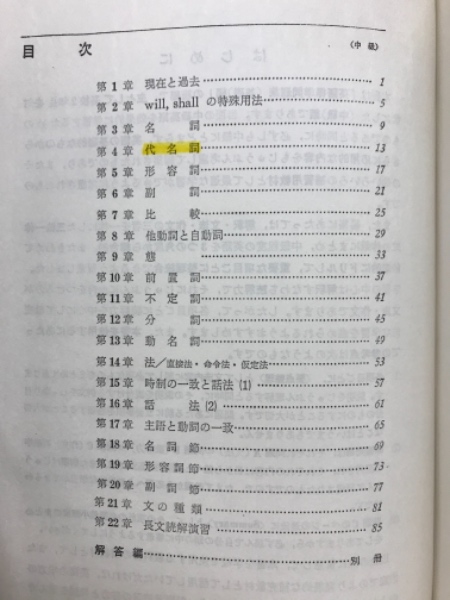 目 次 (中 級)
第1章 現在と過去 1
第2章 will, shall の特殊用法 5
第3章 名 詞 9
第4章 代 名 詞 13
第5章 形 容 詞 17
第6章 副 詞 21
第7章 比 較 25
第8章 他動詞と自動詞 29
第9章 態 33
第10章 前 置 詞 37
第11章 不 定 詞 41
第12章 分 詞 45
第13章 動 名 詞 49
第14章 法/直接法・命令法・仮定法 53
第15章 時制の一致と話法 (1) 57
第16章 話 法 (2) 61
第17章 主語と動詞の一致 65
第18章 名 詞 節 69
第19章 形 容 詞 節 73
第20章 副 詞 節 77
第21章 文 の 種 類 81
第22章 長文読解演習 85
解 答 編 別 冊